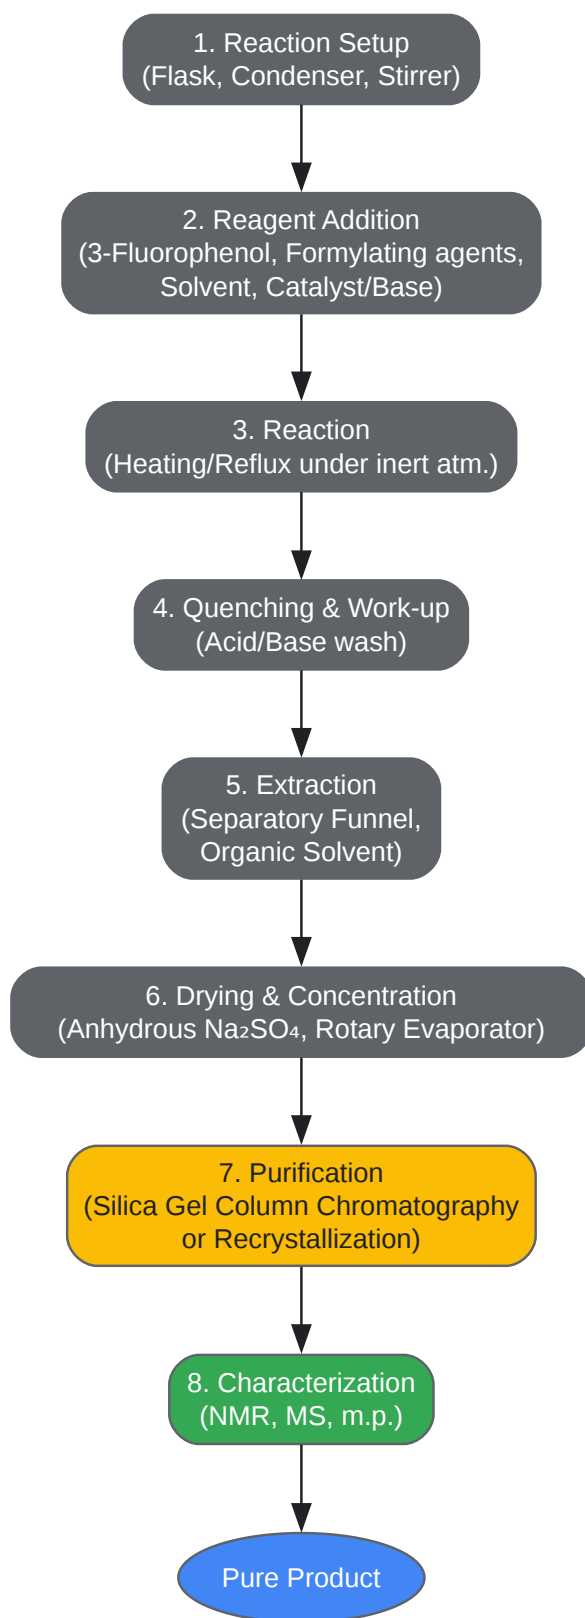 1. Reaction Setup
(Flask, Condenser, Stirrer)
2. Reagent Addition
(3-Fluorophenol, Formylating agents,
Solvent, Catalyst/Base)
3. Reaction
(Heating/Reflux under inert atm.)
4. Quenching & Work-up
(Acid/Base wash)
5. Extraction
(Separatory Funnel,
Organic Solvent)
6. Drying & Concentration
(Anhydrous Na₂SO₄, Rotary Evaporator)
7. Purification
(Silica Gel Column Chromatography
or Recrystallization)
8. Characterization
(NMR, MS, m.p.)
Pure Product